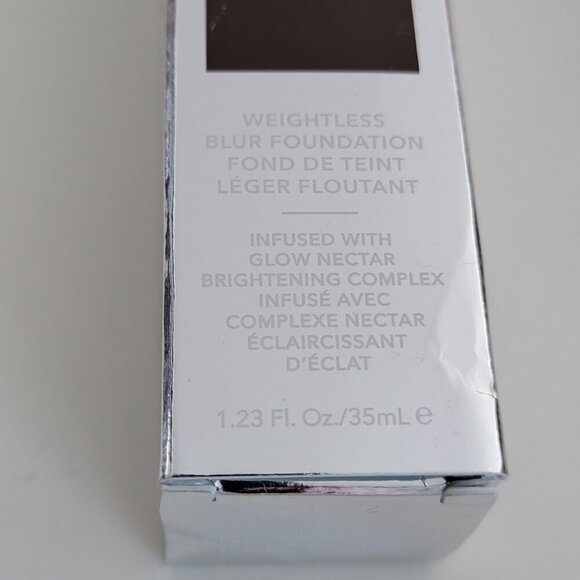 WEIGHTLESS
BLUR FOUNDATION
FOND DE TEINT
LÉGER FLOUTANT
INFUSED WITH
GLOW NECTAR
BRIGHTENING COMPLEX
INFUSÉ AVEC
COMPLEXE NECTAR
ÉCLAIRCISSANT
D'ÉCLAT
1.23 Fl. Oz./35mL e